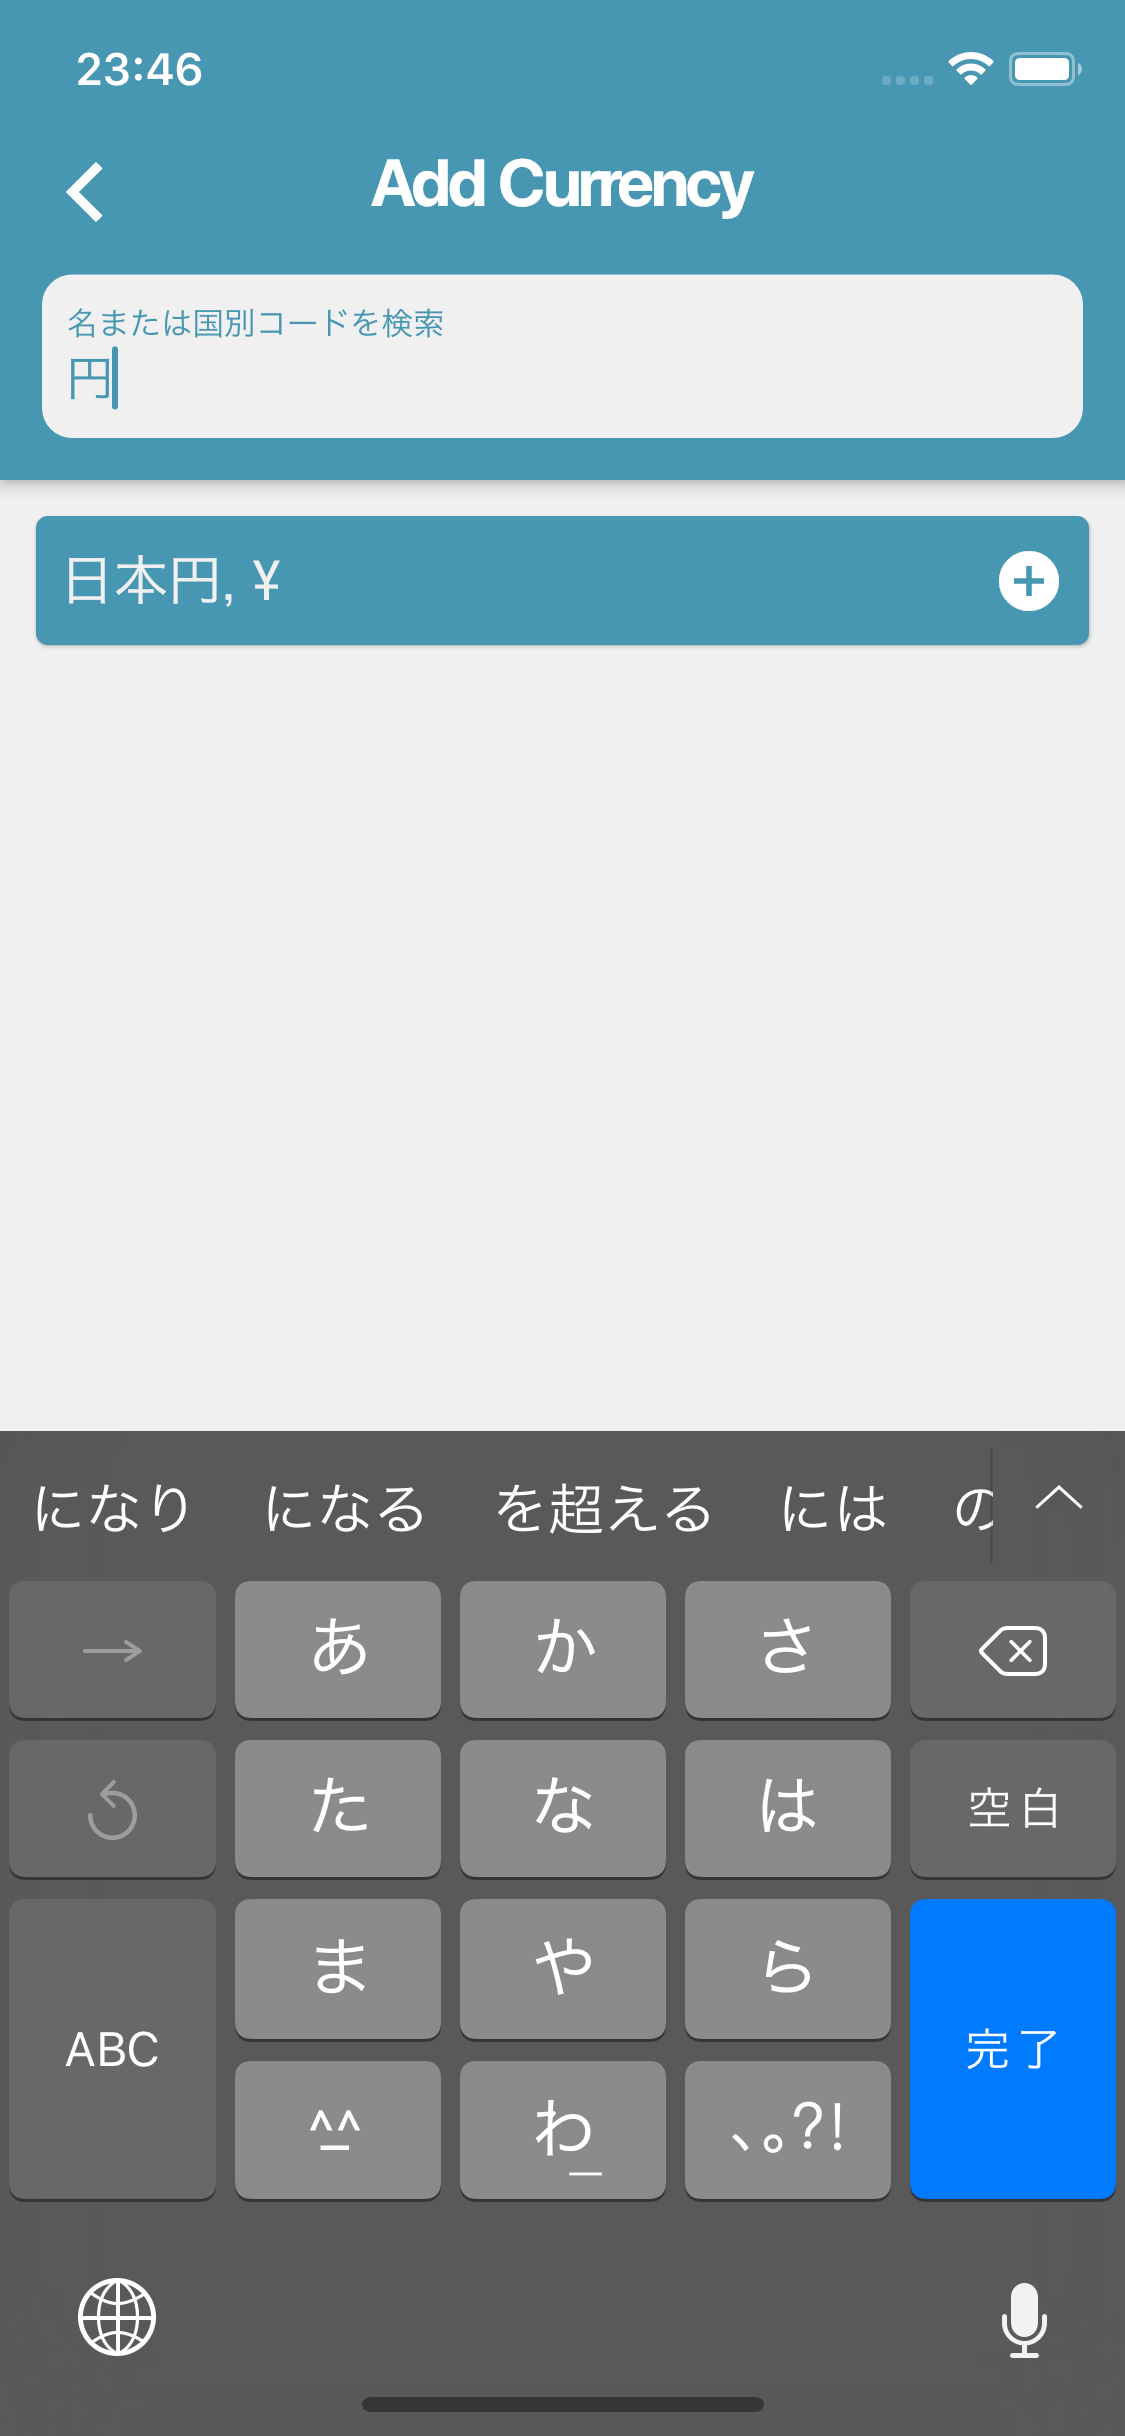 23:46
Add Currency
名または国別コードを検索
円
日本円, ¥
になり になる を超える には の
あ か さ
た な は 空白
ABC ま や ら 完了
^_^ わ_ 、。?!